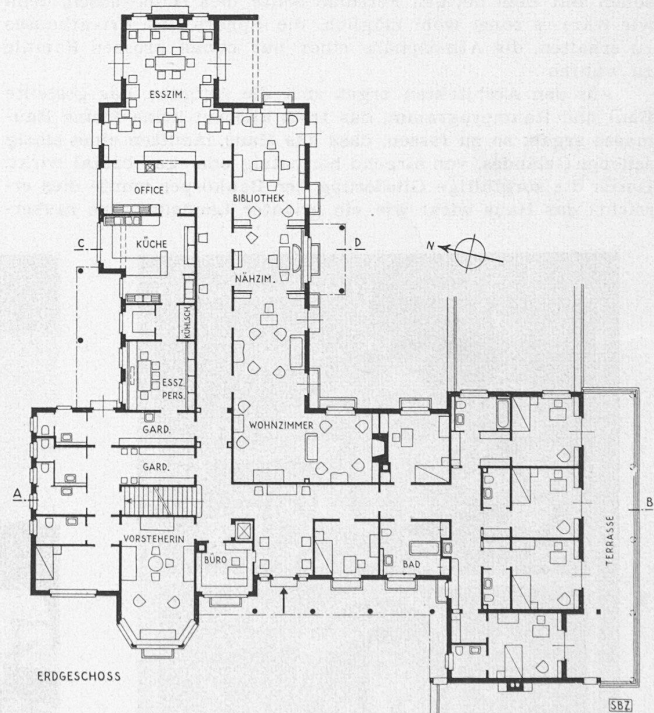 ESSZIM.
OFFICE
BIBLIOTHEK
C
KÜCHE
D
N
NÄHZIM.
KÜHLSCH.
ESSZ.
PERS.
GARD.
WOHNZIMMER
GARD.
A
B
VORSTEHERIN
BÜRO
BAD
TERRASSE
ERDGESCHOSS
SBZ